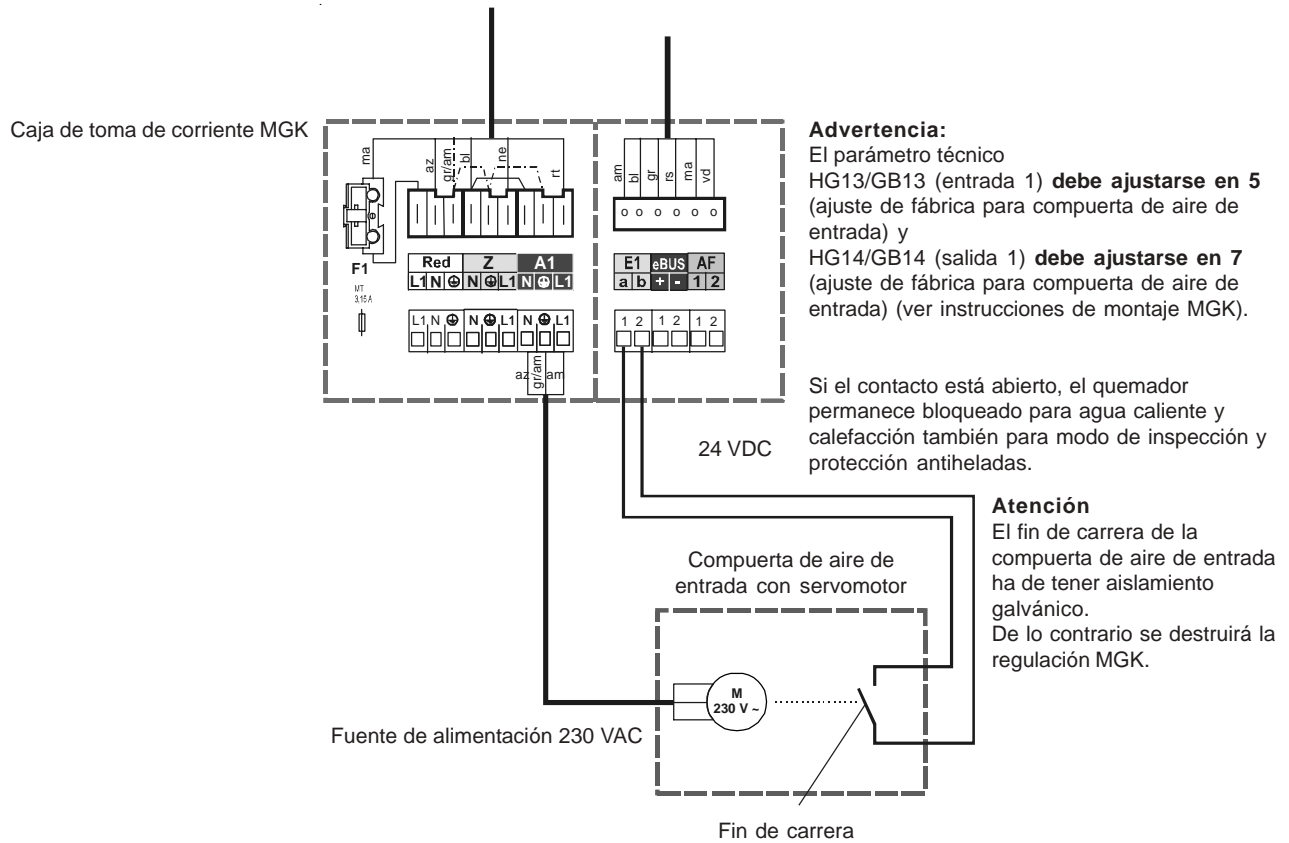 Caja de toma de corriente MGK
ma
az
gr/am
bl
ne
rt
am
bl
gr
rs
ma
vd
F1
MT
3,15 A
Red Z A1
L1 N N L1 N L1
E1 eBUS AF
a b + - 1 2
L1 N N L1 N L1
1 2 1 2 1 2
az
gr/am
am
Advertencia:
El parámetro técnico
HG13/GB13 (entrada 1) debe ajustarse en 5
(ajuste de fábrica para compuerta de aire de
entrada) y
HG14/GB14 (salida 1) debe ajustarse en 7
(ajuste de fábrica para compuerta de aire de
entrada) (ver instrucciones de montaje MGK).
Si el contacto está abierto, el quemador
permanece bloqueado para agua caliente y
calefacción también para modo de inspección y
protección antiheladas.
24 VDC
Atención
El fin de carrera de la
compuerta de aire de entrada
ha de tener aislamiento
galvánico.
De lo contrario se destruirá la
regulación MGK.
Compuerta de aire de
entrada con servomotor
M
230 V ~
Fuente de alimentación 230 VAC
Fin de carrera